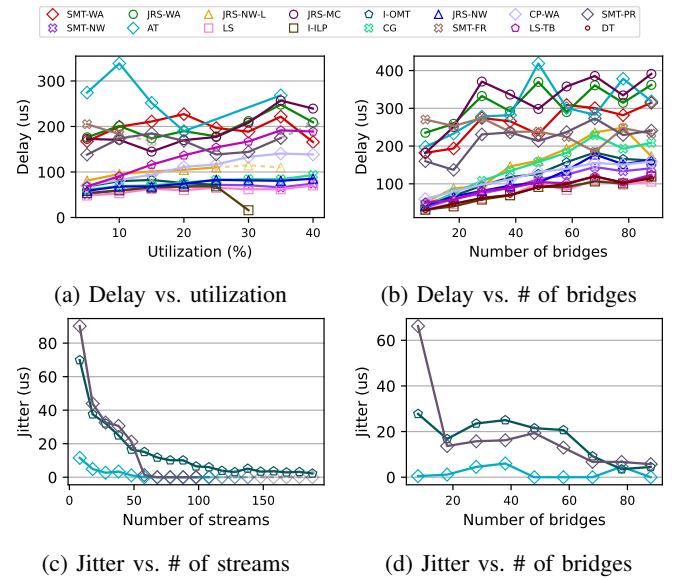 SMT-WA JRS-WA JRS-NW-L JRS-MC I-OMT JRS-NW CP-WA SMT-PR
SMT-NW AT LS I-ILP CG SMT-FR LS-TB DT
Delay (us)
300
200
100
0
10 20 30 40
Utilization (%)
Delay (us)
400
300
200
100
20 40 60 80
Number of bridges
(a) Delay vs. utilization
(b) Delay vs. # of bridges
Jitter (us)
80
60
40
20
0
0 50 100 150
Number of streams
Jitter (us)
60
40
20
0
20 40 60 80
Number of bridges
(c) Jitter vs. # of streams
(d) Jitter vs. # of bridges